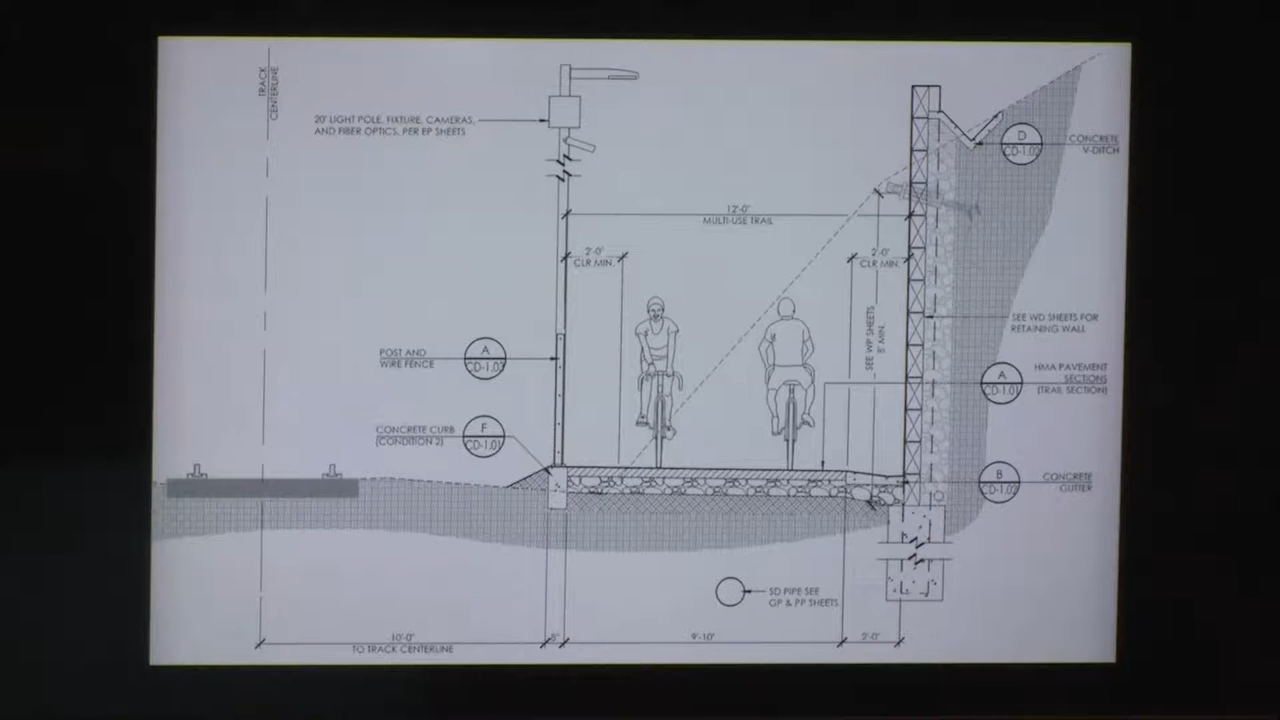 TRACK
CENTERLINE
20' LIGHT POLE, FIXTURE, CAMERAS,
AND FIBER OPTICS, PER EP SHEETS
D
CD-1.02
CONCRETE
V-DITCH
12'-0"
MULTI-USE TRAIL
2'-0"
CLR MIN.
2'-0"
CLR MIN.
SEE WP SHEETS
8' MIN.
SEE WD SHEETS FOR
RETAINING WALL
POST AND
WIRE FENCE
A
CD-1.03
A
CD-1.01
HMA PAVEMENT
SECTIONS
(TRAIL SECTION)
CONCRETE CURB
(CONDITION 2)
F
CD-1.01
B
CD-1.02
CONCRETE
GUTTER
SD PIPE SEE
GP & PP SHEETS
10'-0"
TO TRACK CENTERLINE
9'-10"
2'-0"